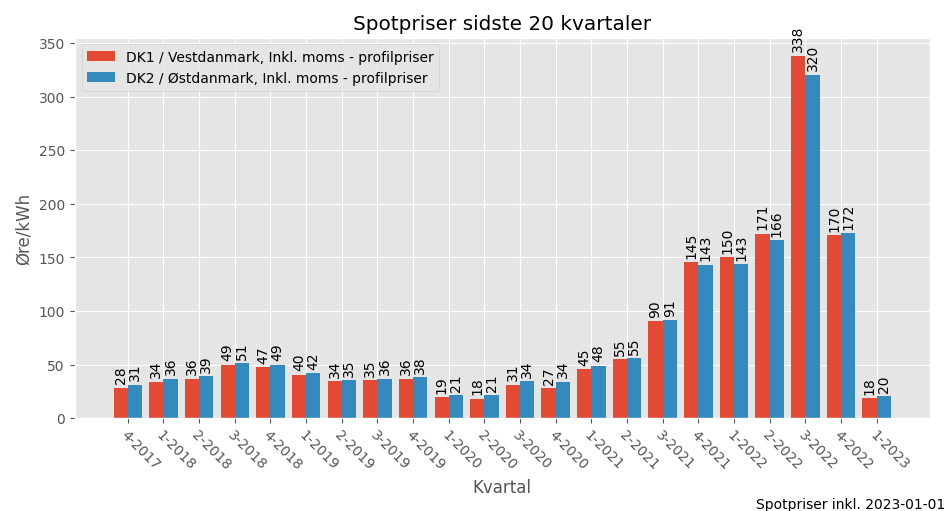 Spotpriser sidste 20 kvartaler
DK1 / Vestdanmark, Inkl. moms - profilpriser
DK2 / Østdanmark, Inkl. moms - profilpriser
Øre/kWh
350
300
250
200
150
100
50
0
28 31 34 36 36 39 49 51 47 49 40 42 34 35 35 36 36 38 19 21 18 21 31 34 27 34 45 48 55 55 90 91 145 143 150 143 171 166 338 320 170 172 18 20
4-2017 1-2018 2-2018 3-2018 4-2018 1-2019 2-2019 3-2019 4-2019 1-2020 2-2020 3-2020 4-2020 1-2021 2-2021 3-2021 4-2021 1-2022 2-2022 3-2022 4-2022 1-2023
Kvartal
Spotpriser inkl. 2023-01-01